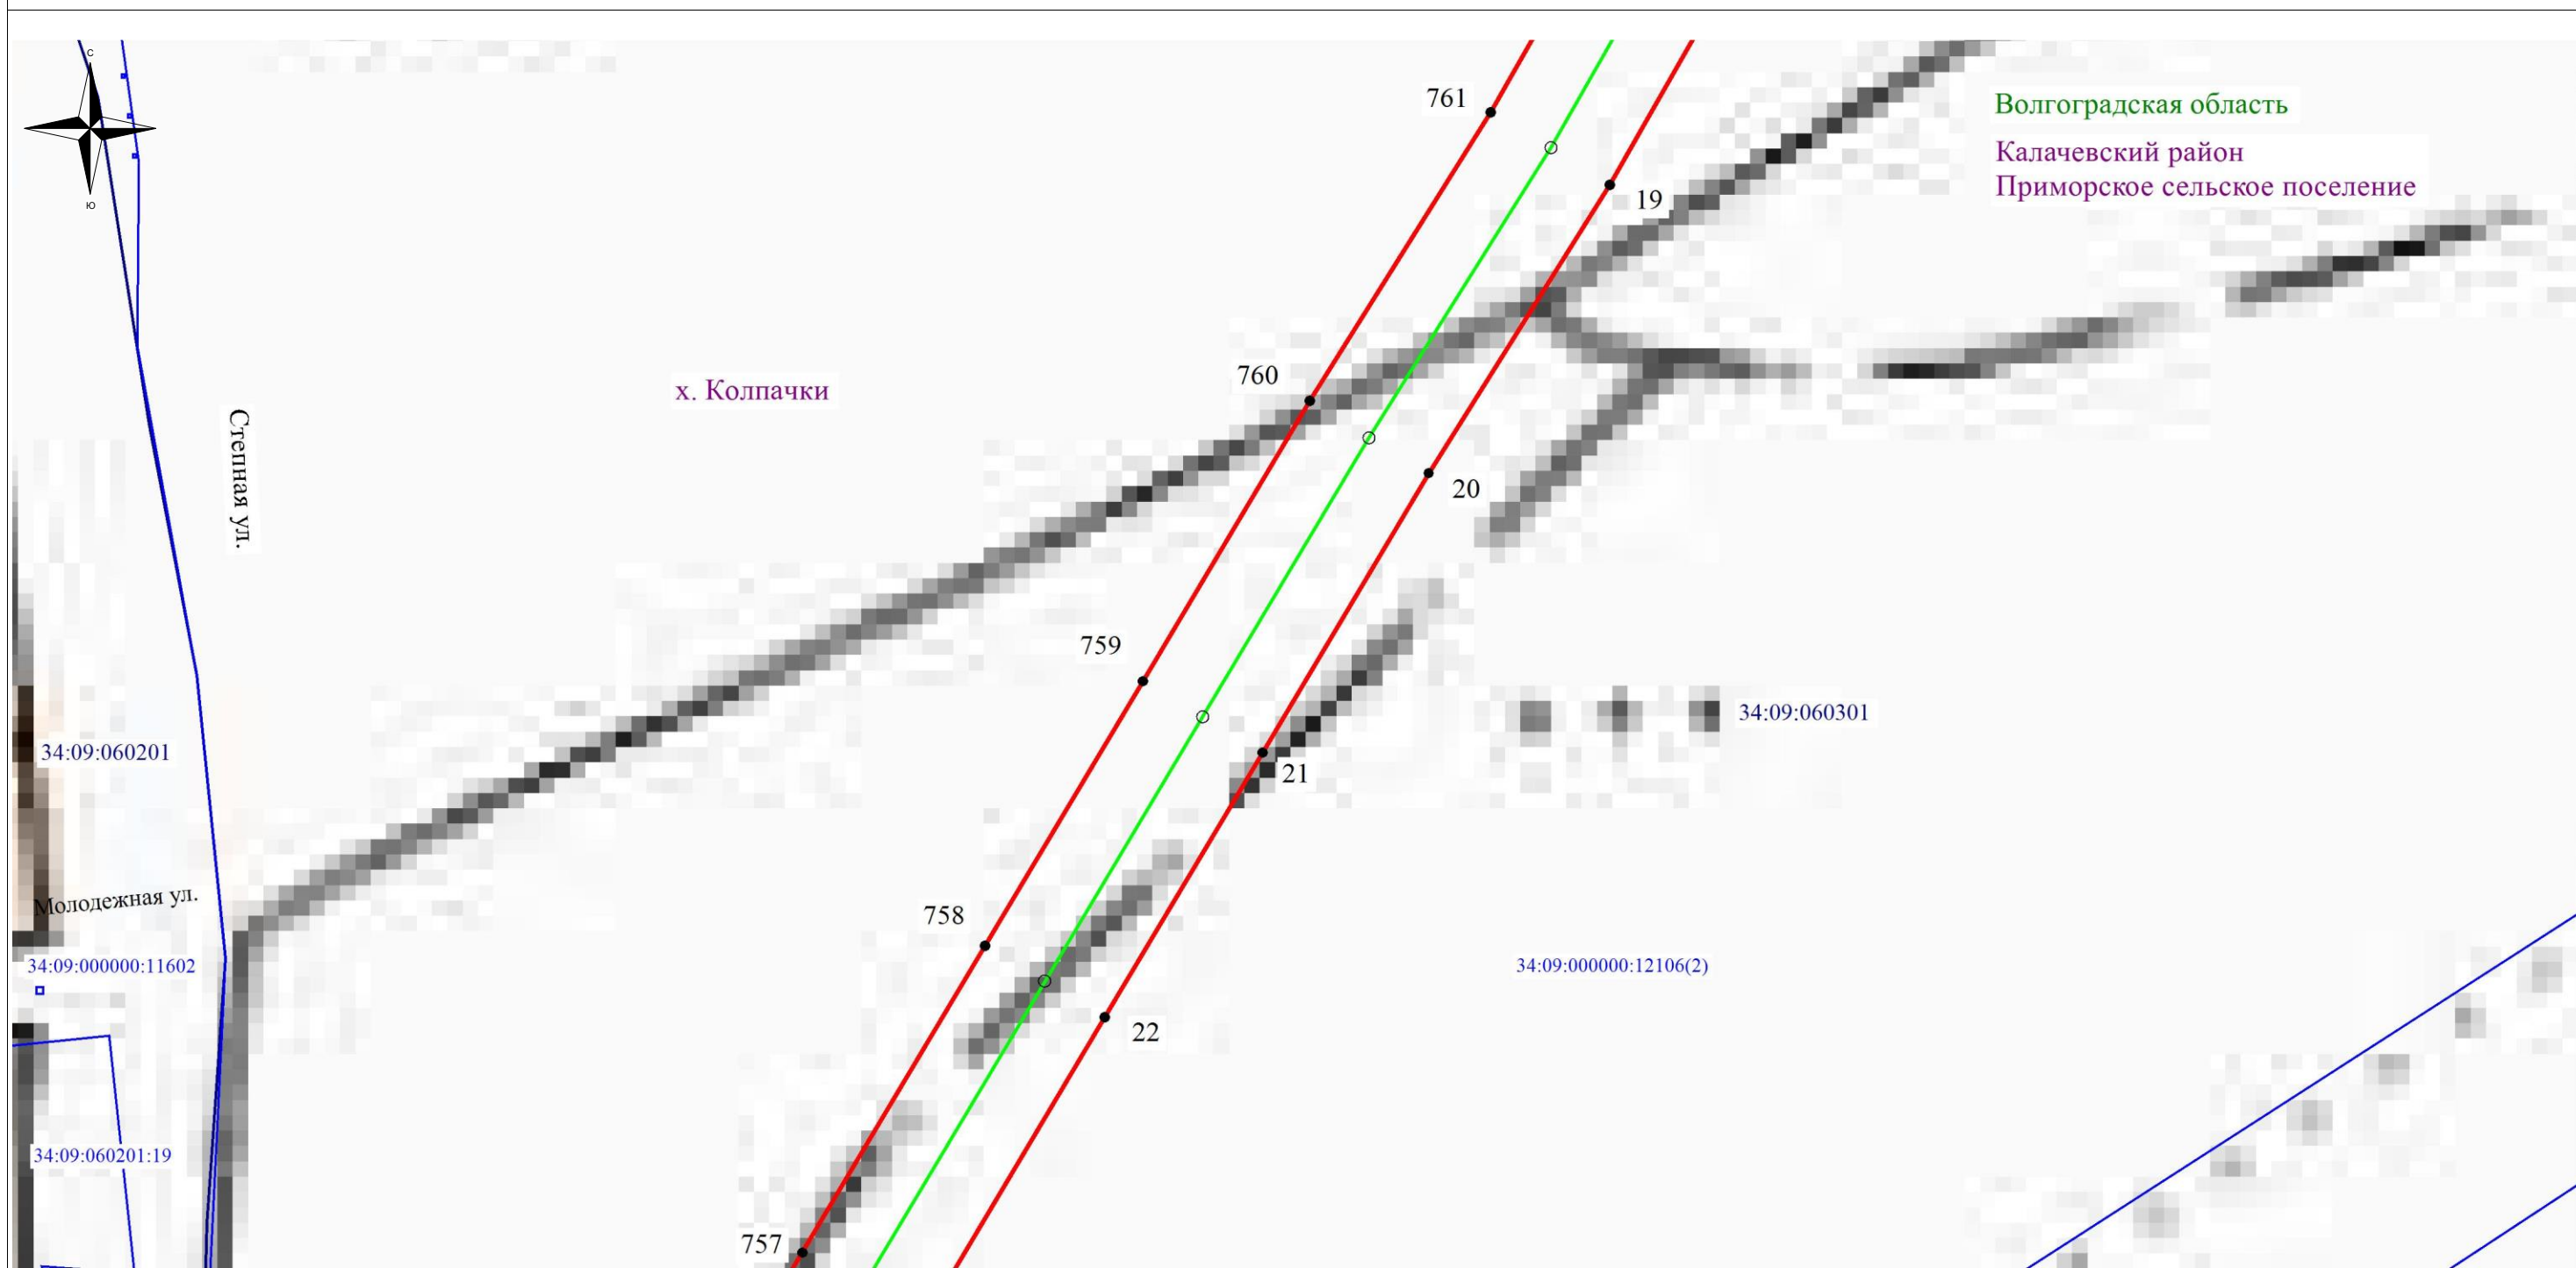 С
Ю
761
Волгоградская область
Калачевский район
Приморское сельское поселение
19
760
х. Колпачки
Степная ул.
20
759
34:09:060301
34:09:060201
21
Молодежная ул.
758
34:09:000000:11602
34:09:000000:12106(2)
22
34:09:060201:19
757